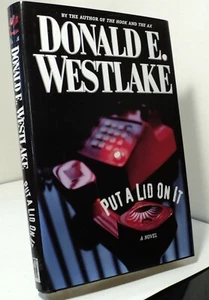 BY THE AUTHOR OF THE HOOK AND THE AX
DONALD E.
WESTLAKE
PUT A LID ON IT
A NOVEL
DONALD E. WESTLAKE
PUT A LID ON IT